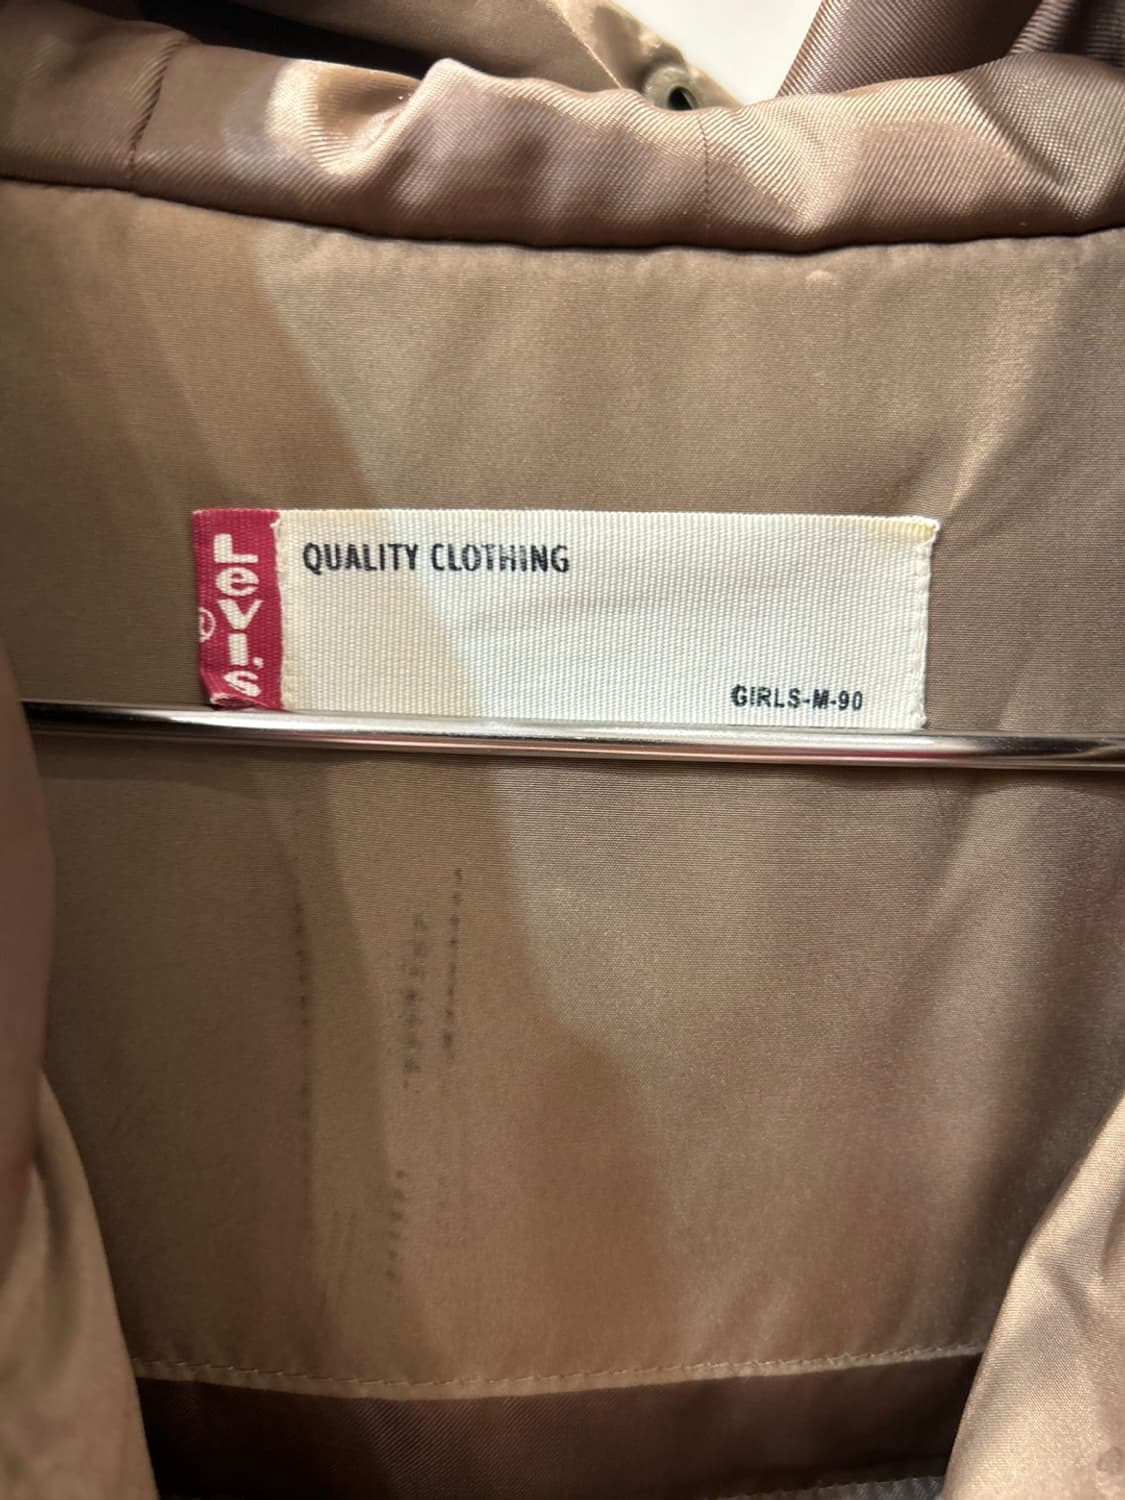 Levi's
®
QUALITY CLOTHING
GIRLS-M-90